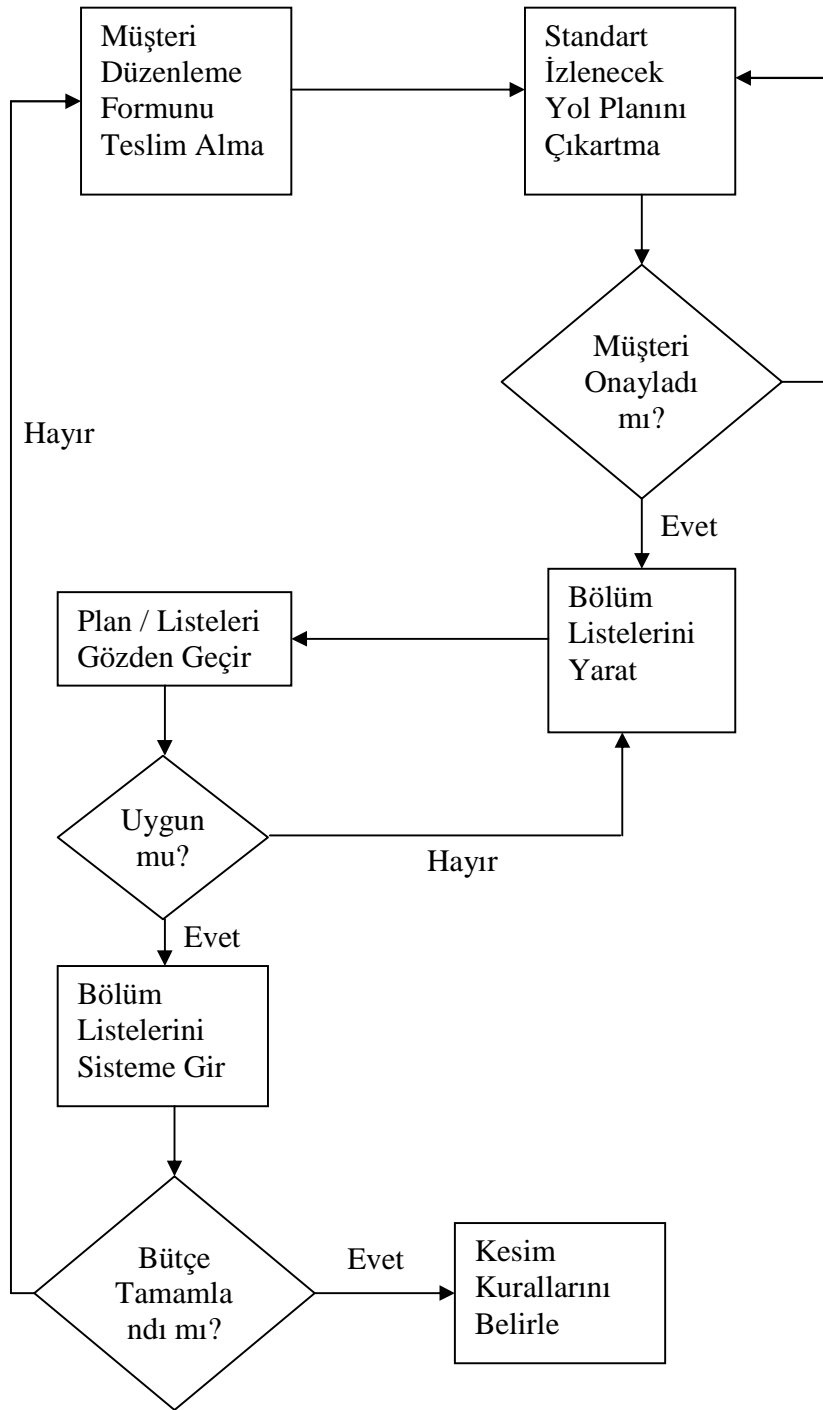 Müşteri
Düzenleme
Formunu
Teslim Alma
Standart
İzlenecek
Yol Planını
Çıkartma
Müşteri
Onayladı
mı?
Hayır
Evet
Bölüm
Listelerini
Yarat
Plan / Listeleri
Gözden Geçir
Uygun
mu?
Hayır
Evet
Bölüm
Listelerini
Sisteme Gir
Bütçe
Tamamla
ndı mı?
Evet
Kesim
Kurallarını
Belirle